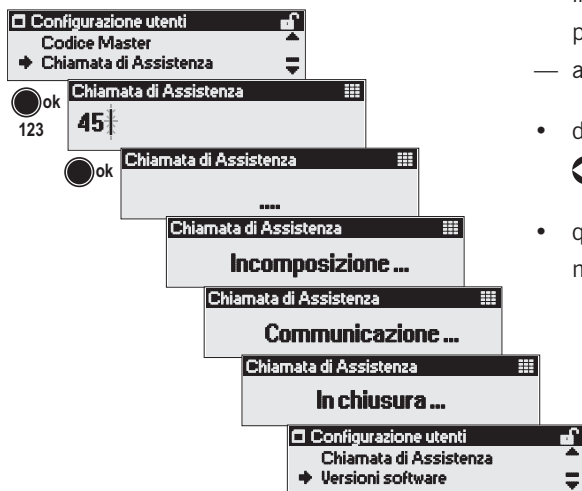 Configurazione utenti
Codice Master
Chiamata di Assistenza
ok
123
Chiamata di Assistenza
45
ok
Chiamata di Assistenza
....
Chiamata di Assistenza
Incomposizione ...
Chiamata di Assistenza
Communicazione ...
Chiamata di Assistenza
In chiusura ...
Configurazione utenti
Chiamata di Assistenza
Versioni software
p
— a
• d
• q